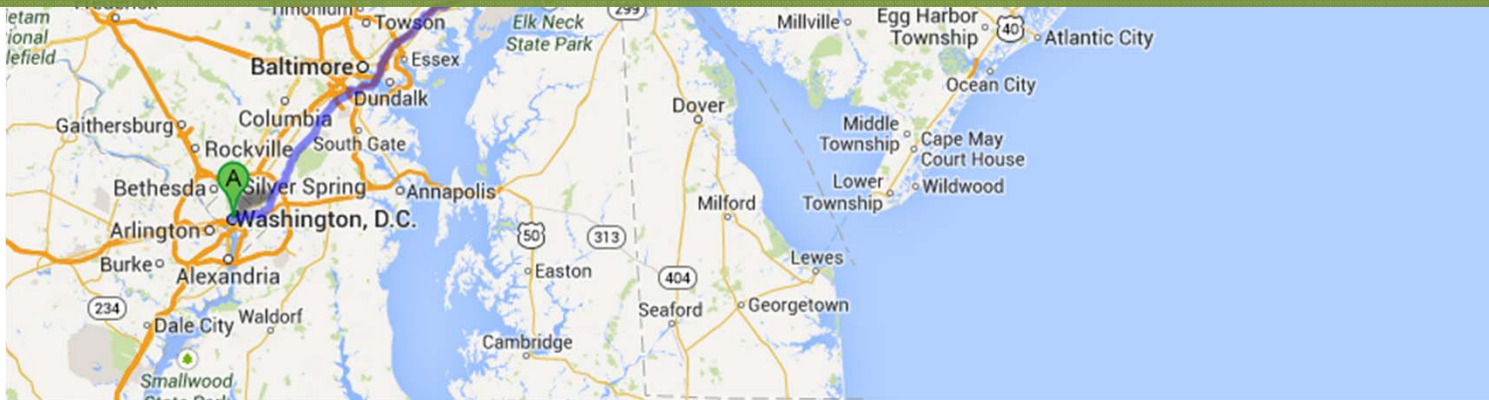 299
Towson
Elk Neck
State Park
Millville
Egg Harbor
Township
40
Atlantic City
Baltimore
Essex
Ocean City
Dundalk
Columbia
Dover
Gaithersburg
South Gate
Middle
Township
Cape May
Court House
Rockville
A
Bethesda
Silver Spring
Annapolis
Lower
Township
Wildwood
Washington, D.C.
Milford
Arlington
50
313
Burke
Alexandria
Easton
404
Lewes
234
Waldorf
Seaford
Georgetown
Dale City
Cambridge
Smallwood